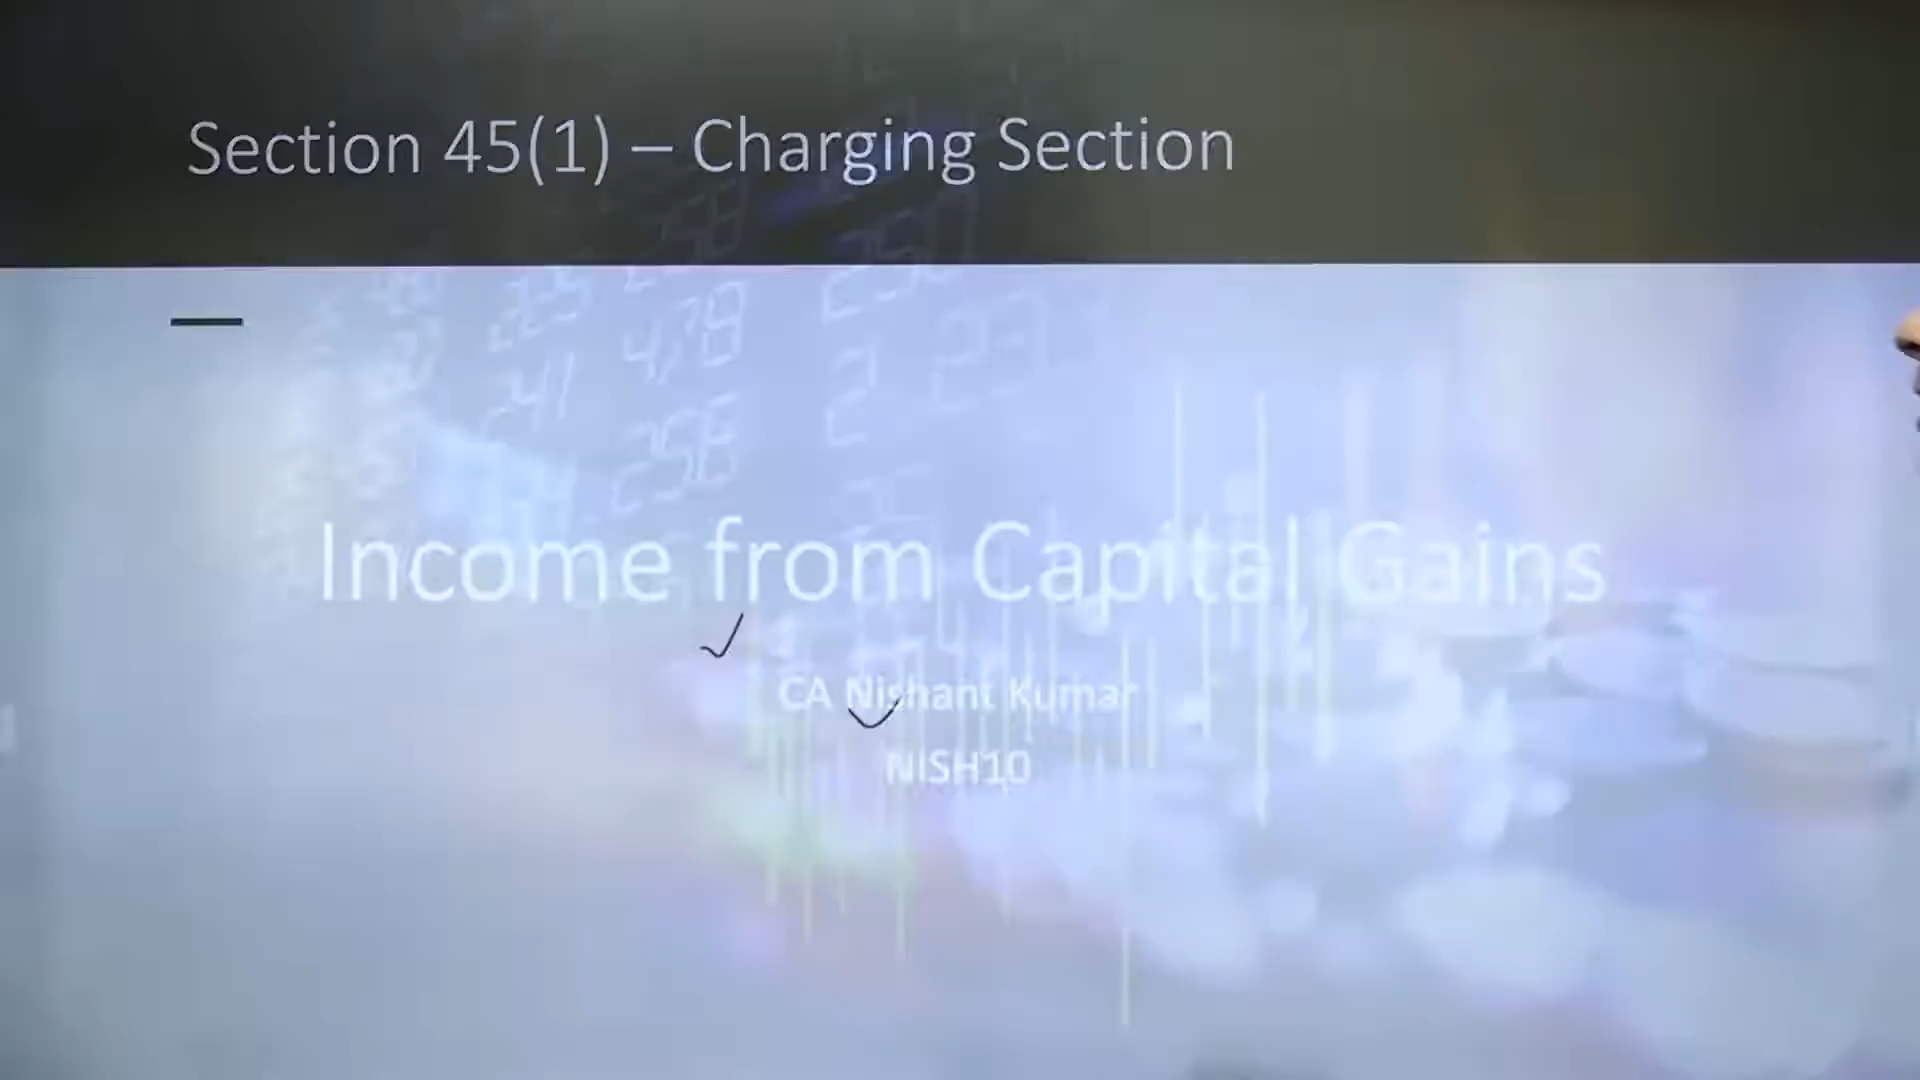 Section 45(1) – Charging Section
Income from Capital Gains
CA Nishant Kumar
NISH10